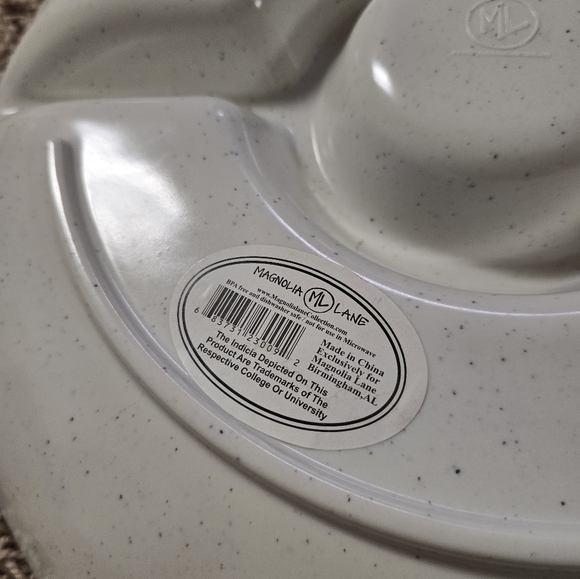 ML
MAGNOLIA ML LANE
www.MagnolialaneCollection.com
BPA free and dishwasher safe / not for use in Microwave
Made in China
Exclusively for
Magnolia Lane
Birmingham, AL
The Indicia Depicted On This
Product Are Trademarks of The
Respective College Or University